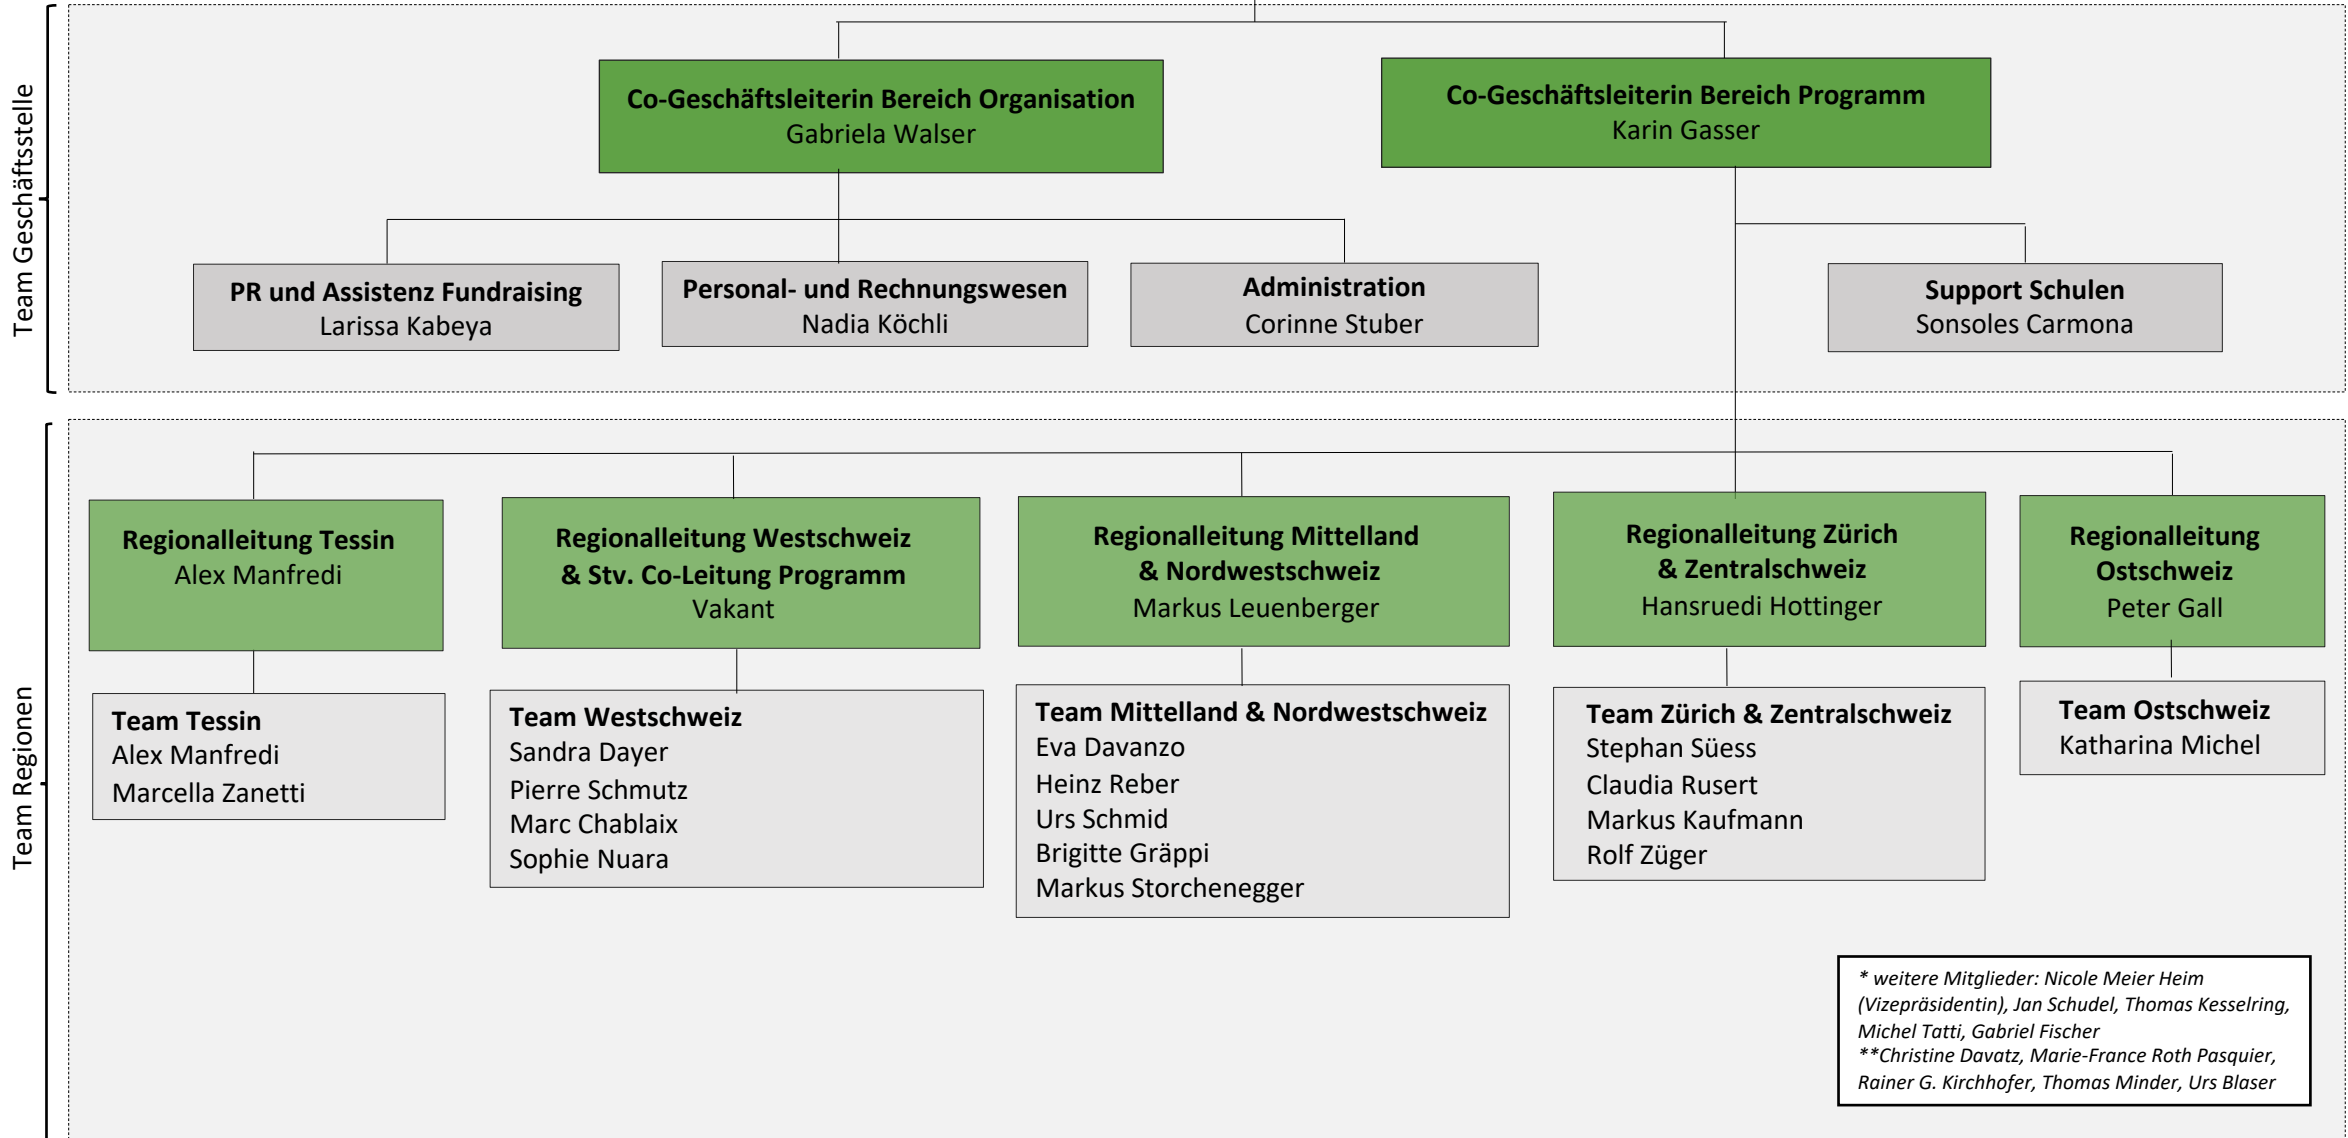 Team Geschäftsstelle
Co-Geschäftsleiterin Bereich Organisation
Gabriela Walser
Co-Geschäftsleiterin Bereich Programm
Karin Gasser
PR und Assistenz Fundraising
Larissa Kabeya
Personal- und Rechnungswesen
Nadia Köchli
Administration
Corinne Stuber
Support Schulen
Sonsoles Carmona
Team Regionen
Regionalleitung Tessin
Alex Manfredi
Regionalleitung Westschweiz
& Stv. Co-Leitung Programm
Vakant
Regionalleitung Mittelland
& Nordwestschweiz
Markus Leuenberger
Regionalleitung Zürich
& Zentralschweiz
Hansruedi Hottinger
Regionalleitung
Ostschweiz
Peter Gall
Team Tessin
Alex Manfredi
Marcella Zanetti
Team Westschweiz
Sandra Dayer
Pierre Schmutz
Marc Chablaix
Sophie Nuara
Team Mittelland & Nordwestschweiz
Eva Davanzo
Heinz Reber
Urs Schmid
Brigitte Gräppi
Markus Storchenegger
Team Zürich & Zentralschweiz
Stephan Süess
Claudia Rusert
Markus Kaufmann
Rolf Züger
Team Ostschweiz
Katharina Michel
* weitere Mitglieder: Nicole Meier Heim
(Vizepräsidentin), Jan Schudel, Thomas Kesselring,
Michel Tatti, Gabriel Fischer
**Christine Davatz, Marie-France Roth Pasquier,
Rainer G. Kirchhofer, Thomas Minder, Urs Blaser